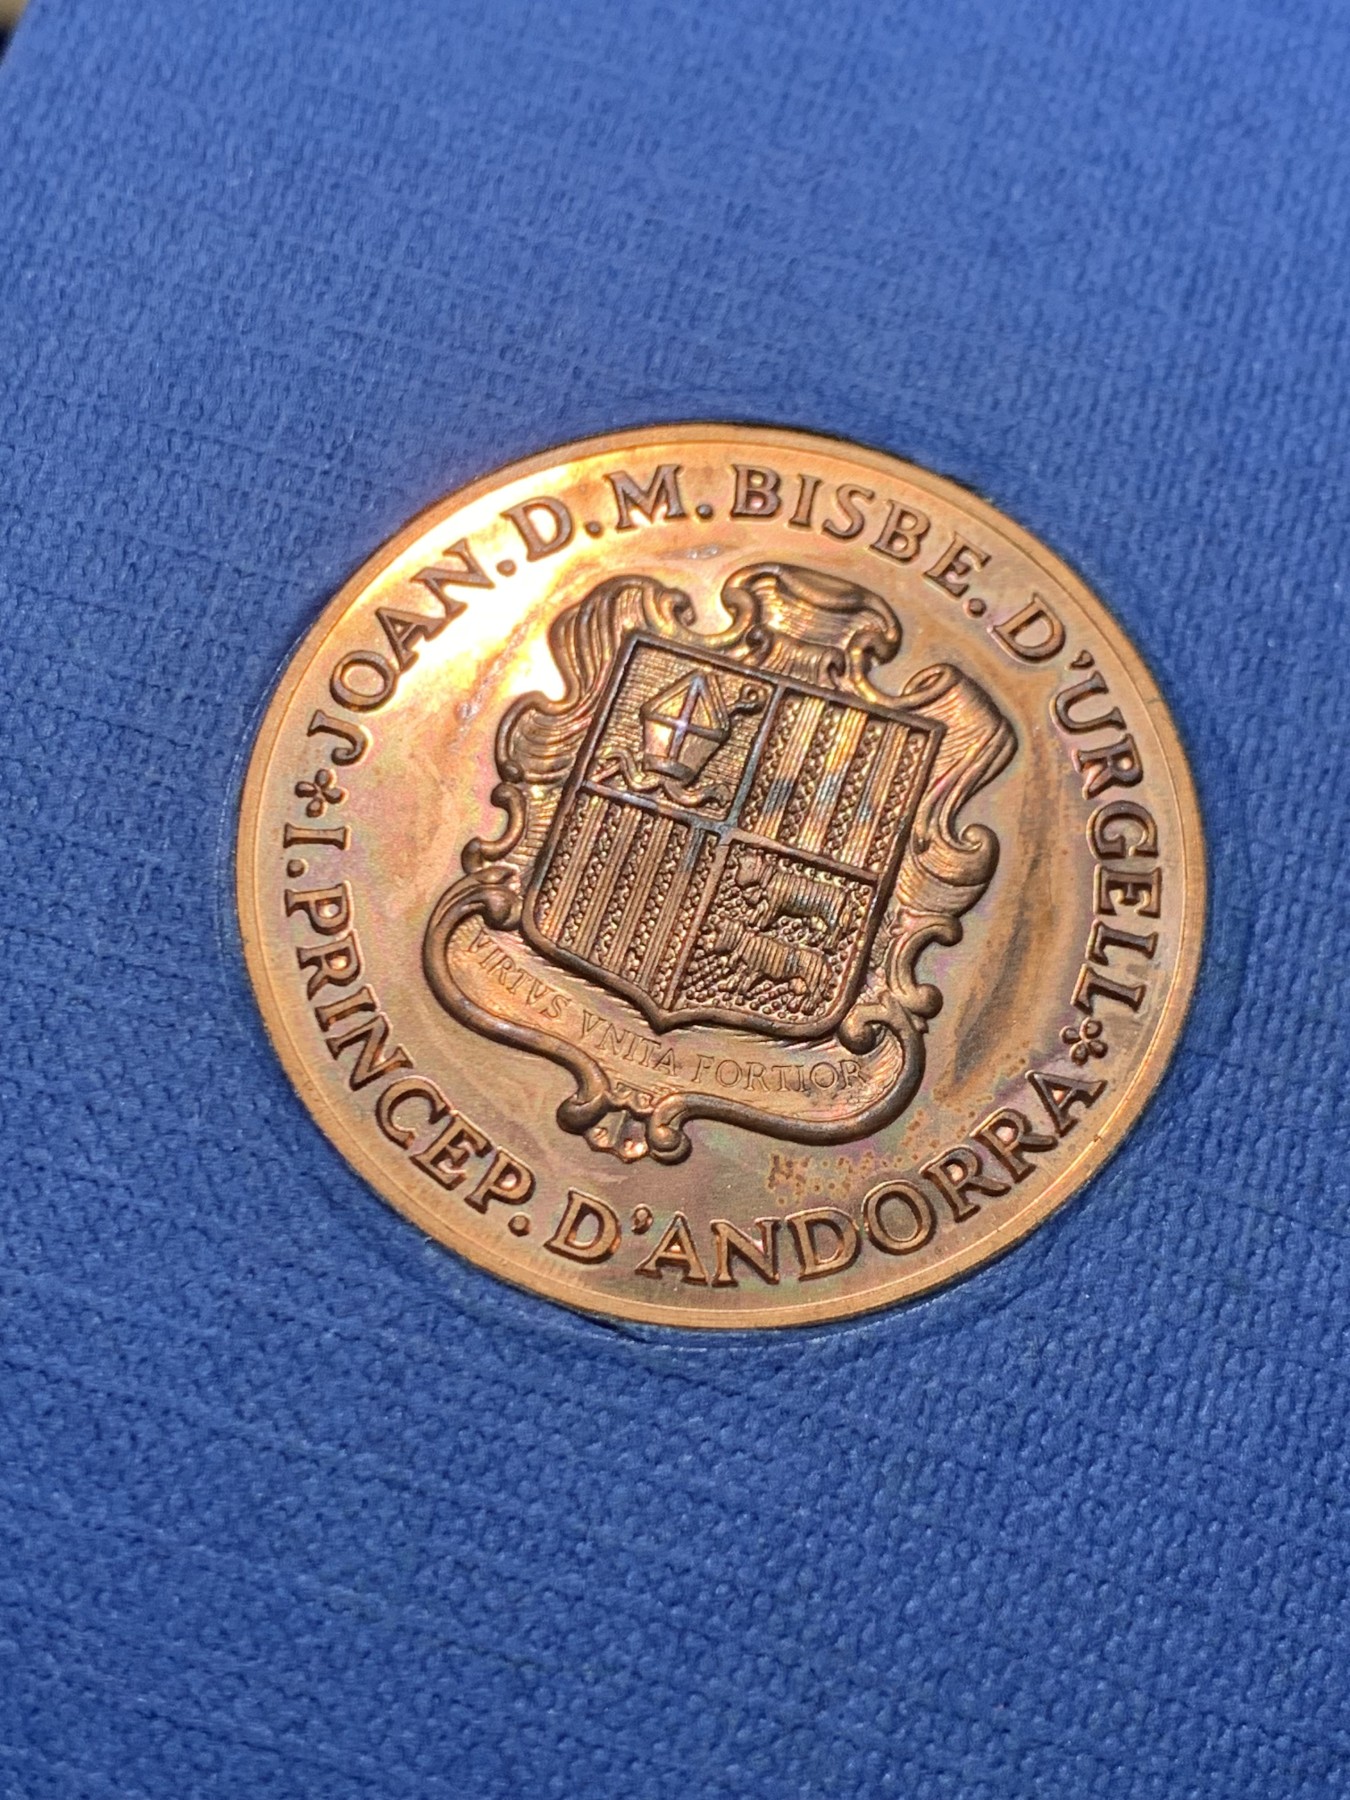 JOAN.D.M.BISBE.D'URGELL
I.PRINCEP.D'ANDORRA
VIRTVS VNITA FORTIOR